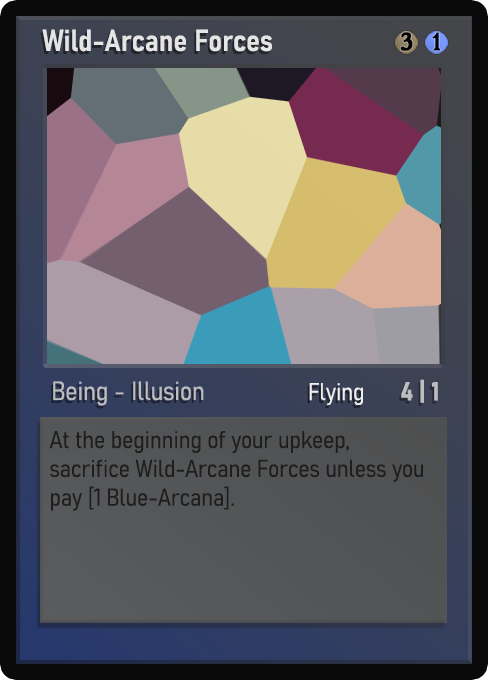 Wild-Arcane Forces 3 1
Being - Illusion Flying 4|1
At the beginning of your upkeep,
sacrifice Wild-Arcane Forces unless you
pay [1 Blue-Arcana].